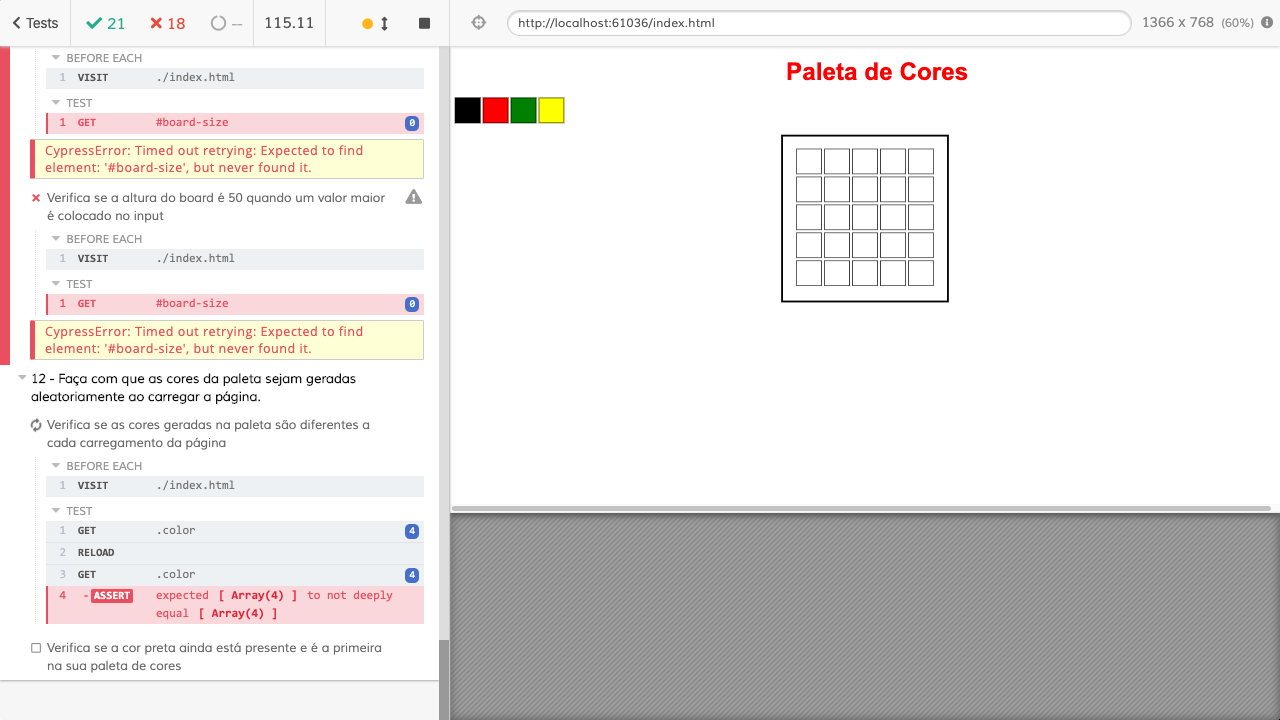 Tests 21 18 -- 115.11 http://localhost:61036/index.html 1366 x 768 (60%)
BEFORE EACH
1 VISIT ./index.html
TEST
1 GET #board-size 0
CypressError: Timed out retrying: Expected to find
element: '#board-size', but never found it.
Verifica se a altura do board é 50 quando um valor maior
é colocado no input
BEFORE EACH
1 VISIT ./index.html
TEST
1 GET #board-size 0
CypressError: Timed out retrying: Expected to find
element: '#board-size', but never found it.
12 - Faça com que as cores da paleta sejam geradas
aleatoriamente ao carregar a página.
Verifica se as cores geradas na paleta são diferentes a
cada carregamento da página
BEFORE EACH
1 VISIT ./index.html
TEST
1 GET .color 4
2 RELOAD
3 GET .color 4
4 -ASSERT expected [ Array(4) ] to not deeply
equal [ Array(4) ]
Verifica se a cor preta ainda está presente e é a primeira
na sua paleta de cores
Paleta de Cores